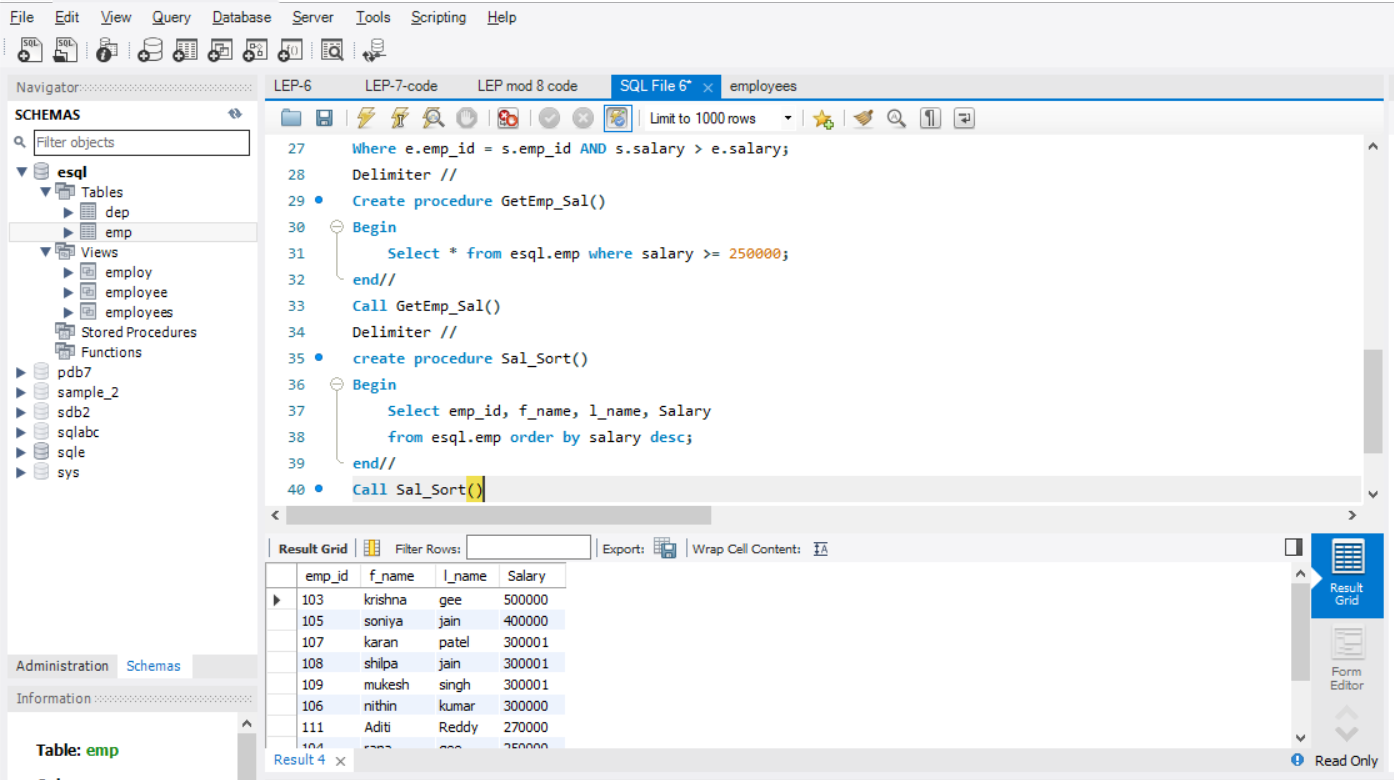 File Edit View Query Database Server Tools Scripting Help
SQL SQL
Navigator
LEP-6 LEP-7-code LEP mod 8 code SQL File 6* × employees
SCHEMAS
Limit to 1000 rows
Filter objects
esql
Tables
dep
emp
Views
employ
employee
employees
Stored Procedures
Functions
pdb7
sample_2
sdb2
sqlabc
sqle
sys
27 Where e.emp_id = s.emp_id AND s.salary > e.salary;
28 Delimiter //
29 Create procedure GetEmp_Sal()
30 Begin
31 Select * from esql.emp where salary >= 250000;
32 end//
33 Call GetEmp_Sal()
34 Delimiter //
35 create procedure Sal_Sort()
36 Begin
37 Select emp_id, f_name, l_name, Salary
38 from esql.emp order by salary desc;
39 end//
40 Call Sal_Sort()
Result Grid Filter Rows: Export: Wrap Cell Content: IA
emp_id f_name l_name Salary
103 krishna gee 500000
105 soniya jain 400000
107 karan patel 300001
108 shilpa jain 300001
109 mukesh singh 300001
106 nithin kumar 300000
111 Aditi Reddy 270000
Result
Grid
Form
Editor
Administration Schemas
Information
Table: emp
Result 4 ×
Read Only